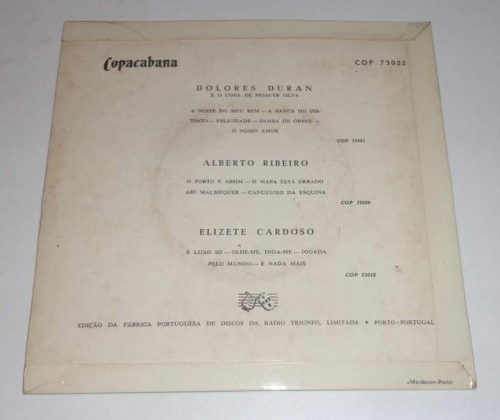 Copacabana
COP 73022
DOLORES DURAN
E O CONJ. DE MOACYR SILVA
A NOITE DO MEU BEM — A BANCA DO DIS-
TINTO — FELICIDADE — SAMBA DE ORFEU —
O NOSSO AMOR
COP
ALBERTO RIBEIRO
O PORTO É ASSIM — O MAPA ESTÁ ERRADO
AH! MALMEQUER — CANDEEIRO DA ESQUINA
COP
ELIZETE CARDOSO
É LUXO SÓ — OLHE-ME, DIGA-ME — JOGADA
PELO MUNDO — E NADA MAIS
COP
EDIÇÃO DA FÁBRICA PORTUGUESA DE DISCOS DA RÁDIO TRIUNFO, LIMITADA • PORTO-PORTUGAL